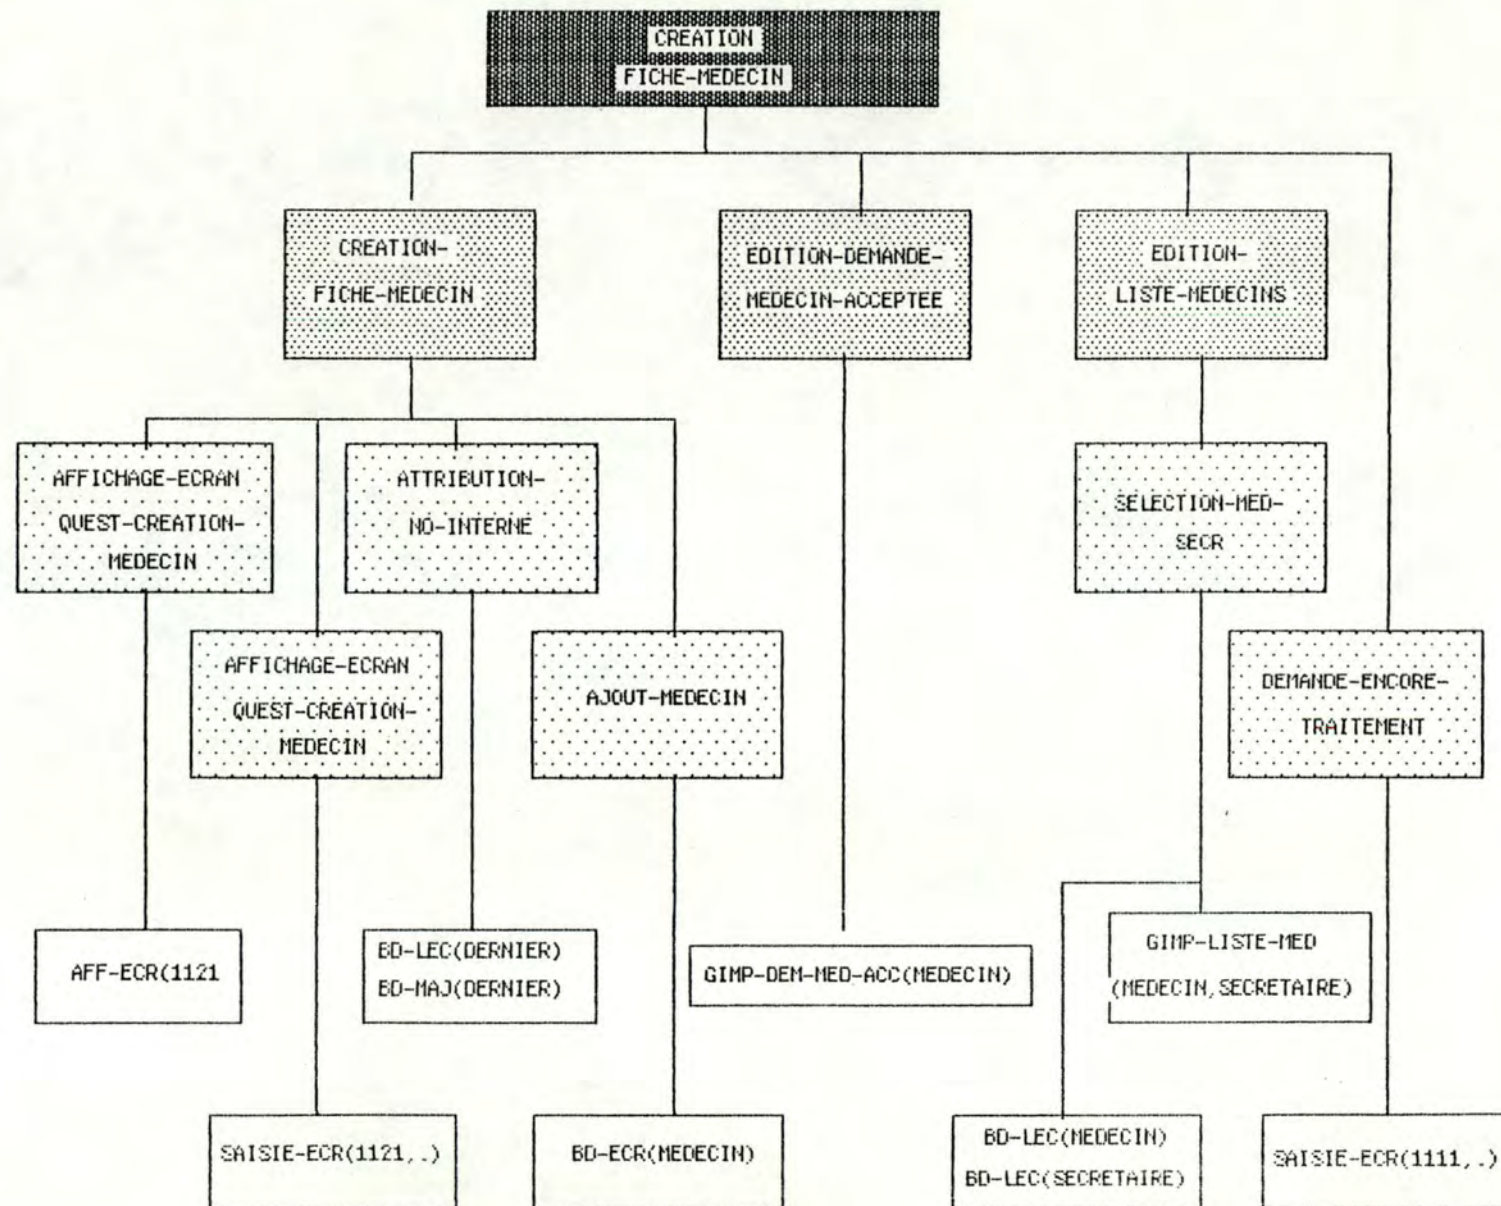 CREATION
FICHE-MEDECIN
CREATION-
FICHE-MEDECIN
EDITION-DEMANDE-
MEDECIN-ACCEPTEE
EDITION-
LISTE-MEDECINS
AFFICHAGE-ECRAN
QUEST-CREATION-
MEDECIN
ATTRIBUTION-
NO-INTERNE
SELECTION-MED-
SECR
AFFICHAGE-ECRAN
QUEST-CREATION-
MEDECIN
AJOUT-MEDECIN
DEMANDE-ENCORE-
TRAITEMENT
AFF-ECR(1121
BD-LEC(DERNIER)
BD-MAJ(DERNIER)
GIMP-DEM-MED-ACC(MEDECIN)
GIMP-LISTE-MED
(MEDECIN,SECRETAIRE)
SAISIE-ECR(1121,.)
BD-ECR(MEDECIN)
BD-LEC(MEDECIN)
BD-LEC(SECRETAIRE)
SAISIE-ECR(1111,.)